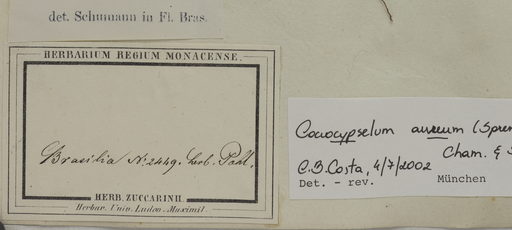 det. Schumann in Fl. Bras.
HERBARIUM REGIUM MONACENSE.
Brasilia No. 2449. herb. Pohl.
HERB. ZUCCARINII.
Herbar. Univ. Ludov. Maximil.
Coccocypselum aureum (Spren
Cham. &
C.B. Costa, 4/7/2002
Det. - rev. München